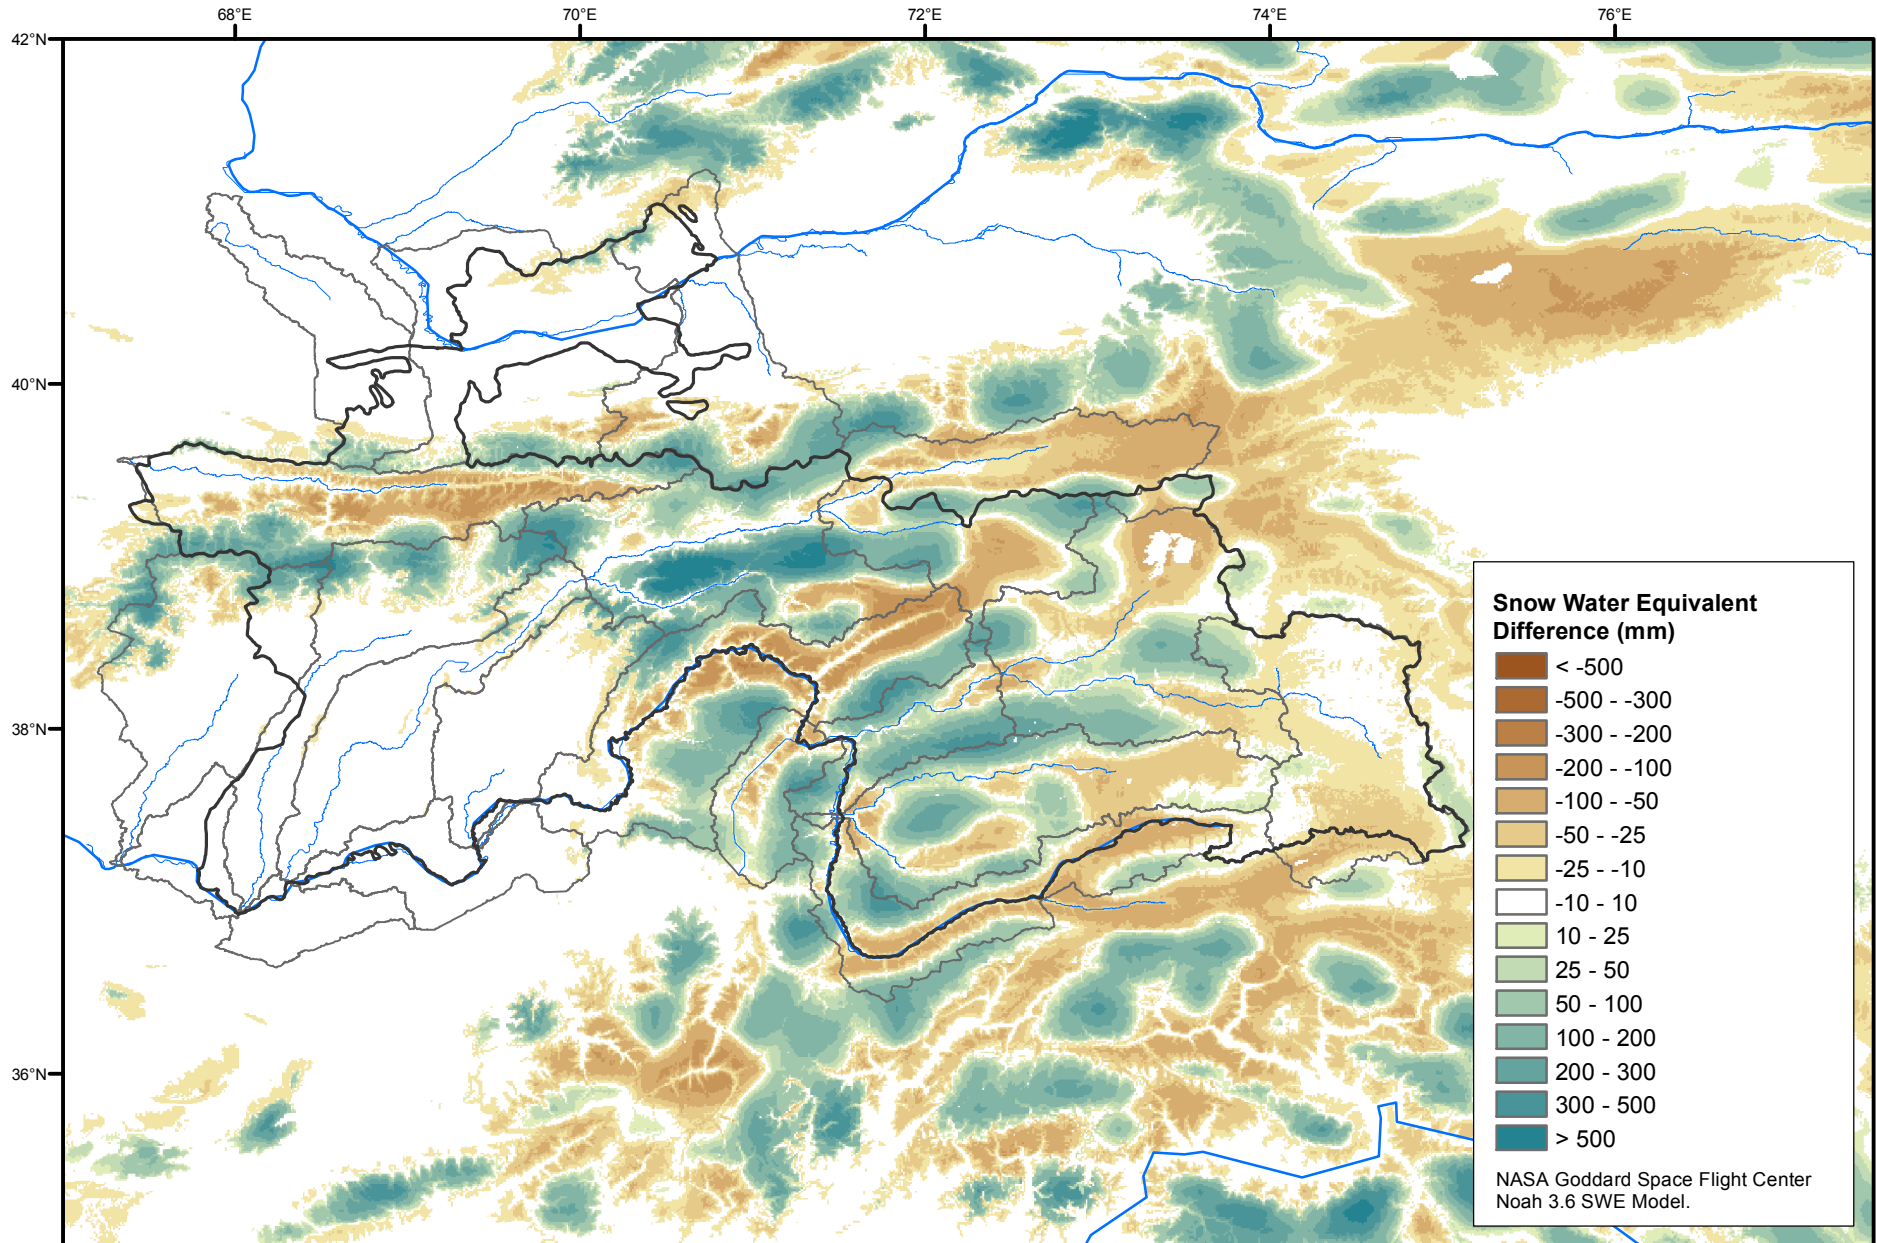 68°E 70°E 72°E 74°E 76°E
42°N
40°N
38°N
36°N
Snow Water Equivalent
Difference (mm)
< -500
-500 - -300
-300 - -200
-200 - -100
-100 - -50
-50 - -25
-25 - -10
-10 - 10
10 - 25
25 - 50
50 - 100
100 - 200
200 - 300
300 - 500
> 500
NASA Goddard Space Flight Center
Noah 3.6 SWE Model.